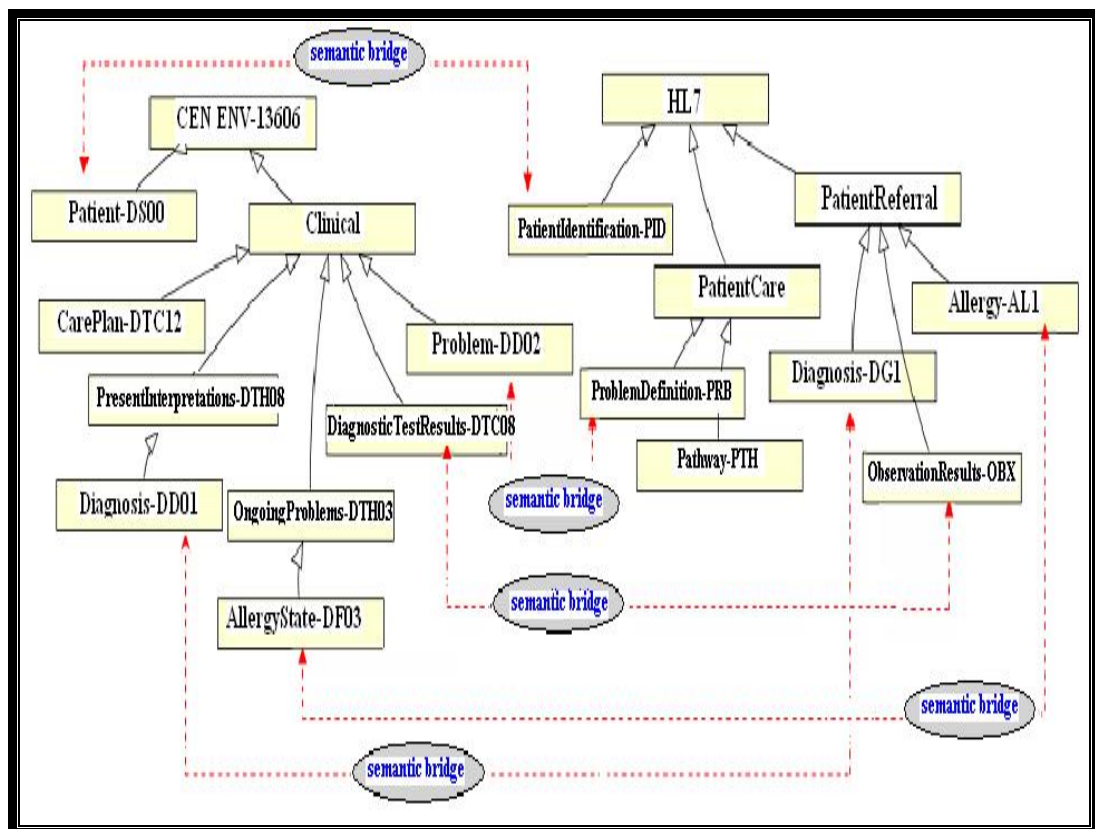 semantic bridge
CEN ENV-13606
HL7
Patient-DS00
Clinical
PatientIdentification-PID
PatientReferral
PatientCare
Allergy-AL1
CarePlan-DTC12
Problem-DD02
PresentInterpretations-DTH08
ProblemDefinition-PRB
Diagnosis-DG1
DiagnosticTestResults-DTC08
Pathway-PTH
ObservationResults-OBX
Diagnosis-DD01
OngoingProblems-DTH03
semantic bridge
semantic bridge
AllergyState-DF03
semantic bridge
semantic bridge